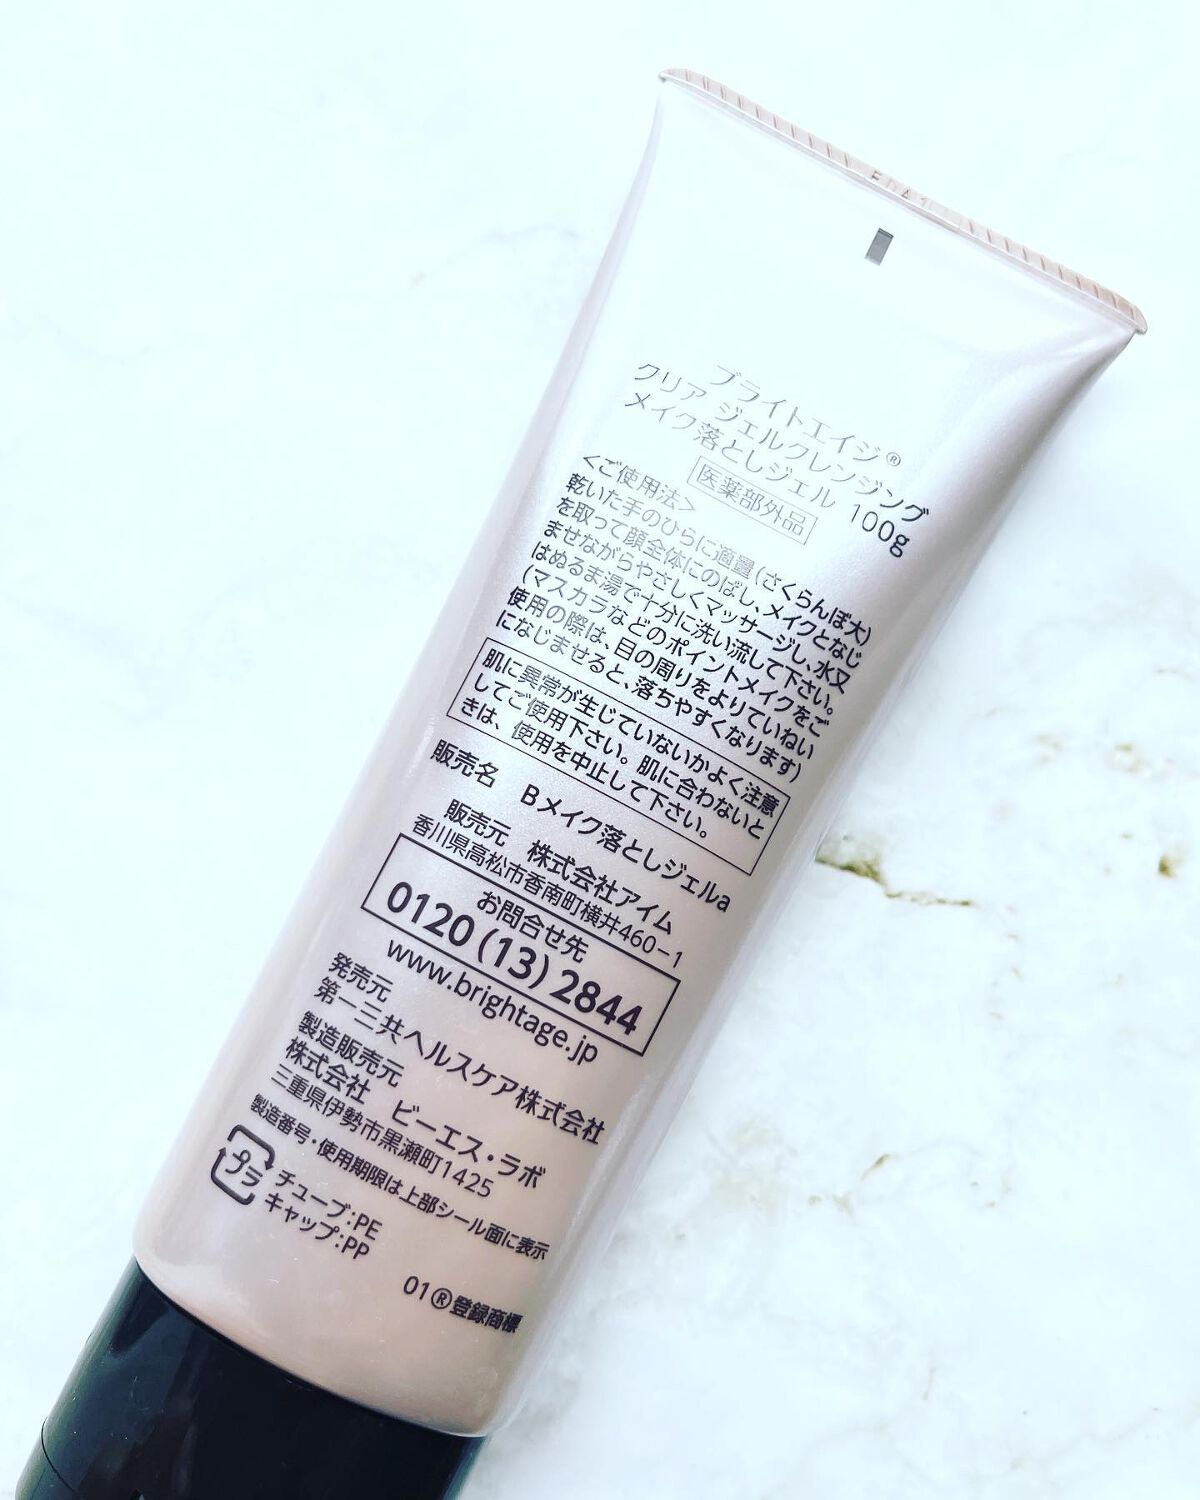 ブライトエイジ®
クリア ジェルクレンジング
メイク落としジェル 100g
医薬部外品
<ご使用法>
乾いた手のひらに適量(さくらんぼ大)
を取って顔全体にのばし、メイクとなじ
ませながらやさしくマッサージし、水又
はぬるま湯で十分に洗い流して下さい。
(マスカラなどのポイントメイクをご
使用の際は、目の周りをよりていねい
になじませると、落ちやすくなります)
肌に異常が生じていないかよく注意
してご使用下さい。肌に合わないと
きは、使用を中止して下さい。
販売名 Bメイク落としジェルa
販売元 株式会社アイム
香川県高松市香南町横井460-1
お問合せ先
0120(13)2844
www.brightage.jp
発売元
第一三共ヘルスケア株式会社
製造販売元
株式会社 ビーエス・ラボ
三重県伊勢市黒瀬町1425
製造番号・使用期限は上部シール面に表示
プラ
チューブ:PE
キャップ:PP
01®登録商標